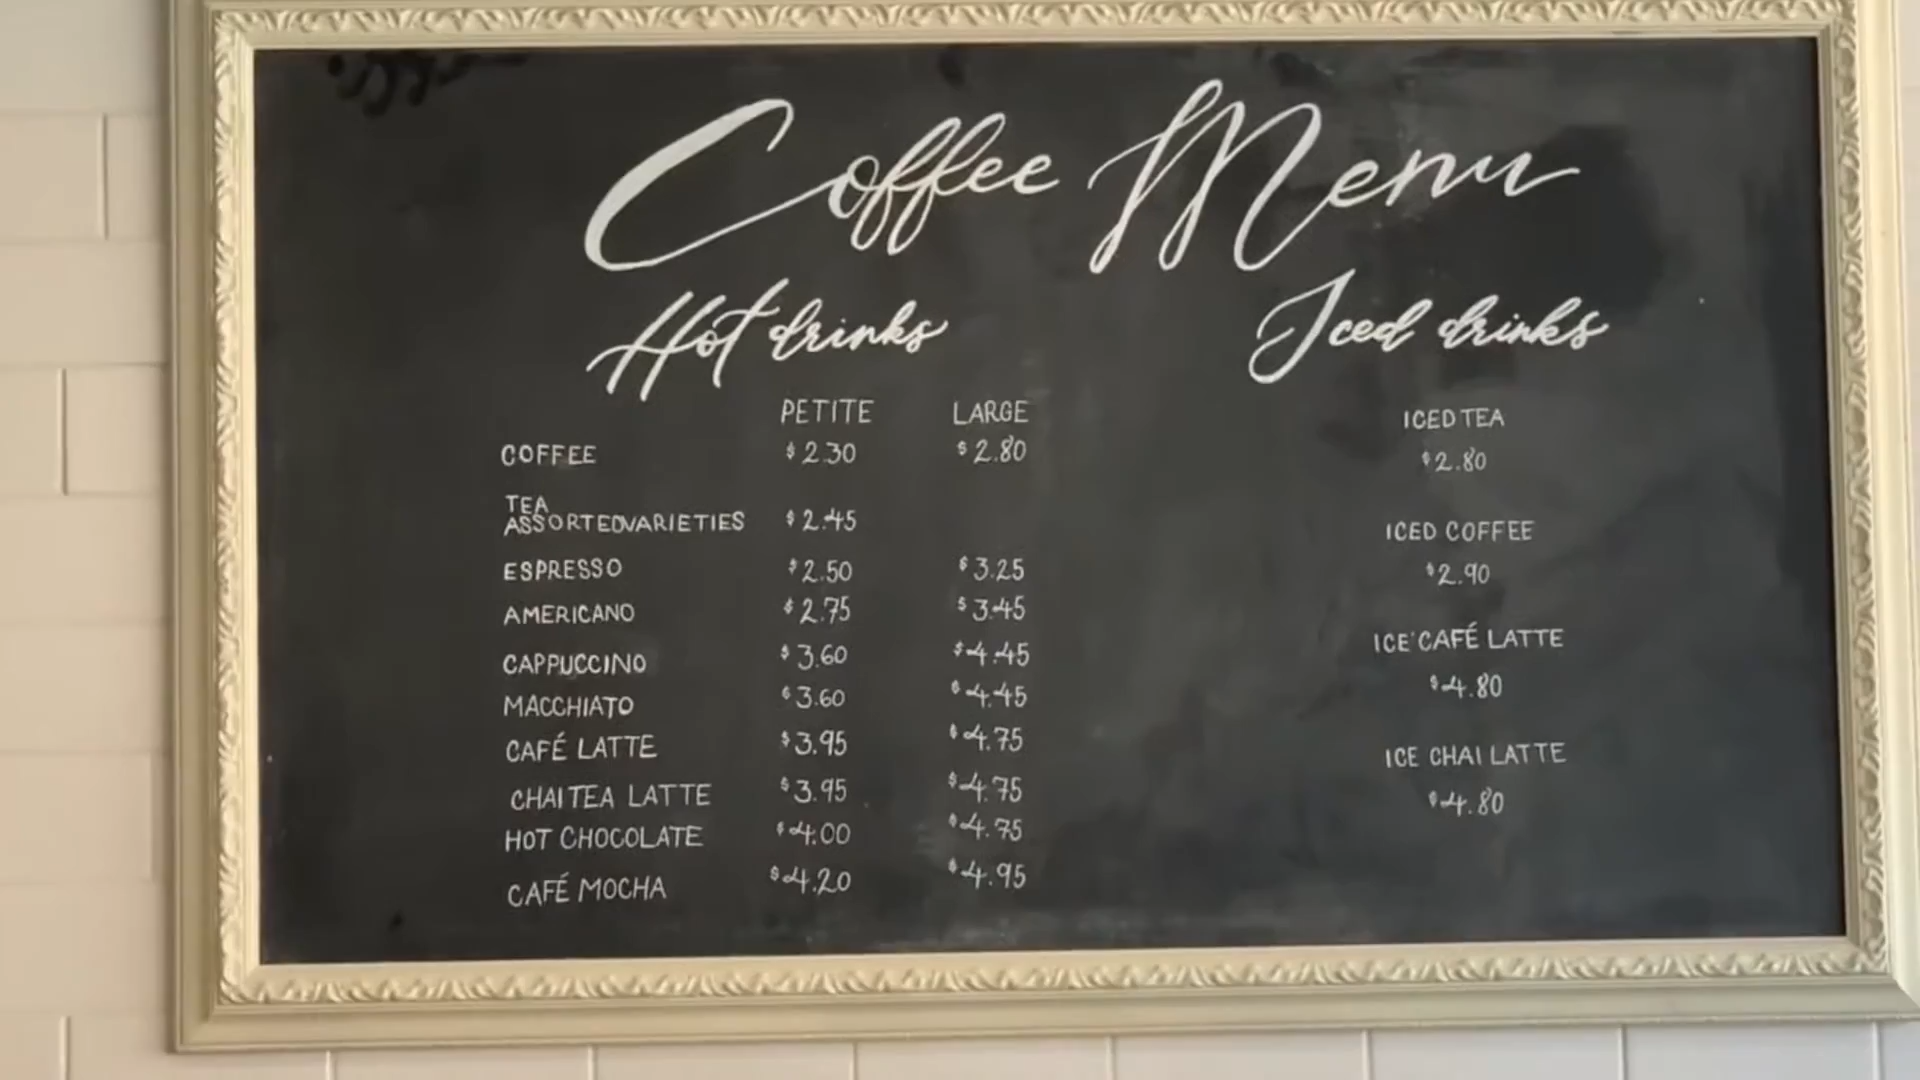 Coffee Menu
Hot drinks
PETITE LARGE
COFFEE $2.30 $2.80
TEA
ASSORTED VARIETIES $2.45
ESPRESSO $2.50 $3.25
AMERICANO $2.75 $3.45
CAPPUCCINO $3.60 $4.45
MACCHIATO $3.60 $4.45
CAFÉ LATTE $3.95 $4.75
CHAI TEA LATTE $3.95 $4.75
HOT CHOCOLATE $4.00 $4.75
CAFÉ MOCHA $4.20 $4.95
Iced drinks
ICED TEA
$2.80
ICED COFFEE
$2.90
ICE CAFÉ LATTE
$4.80
ICE CHAI LATTE
$4.80